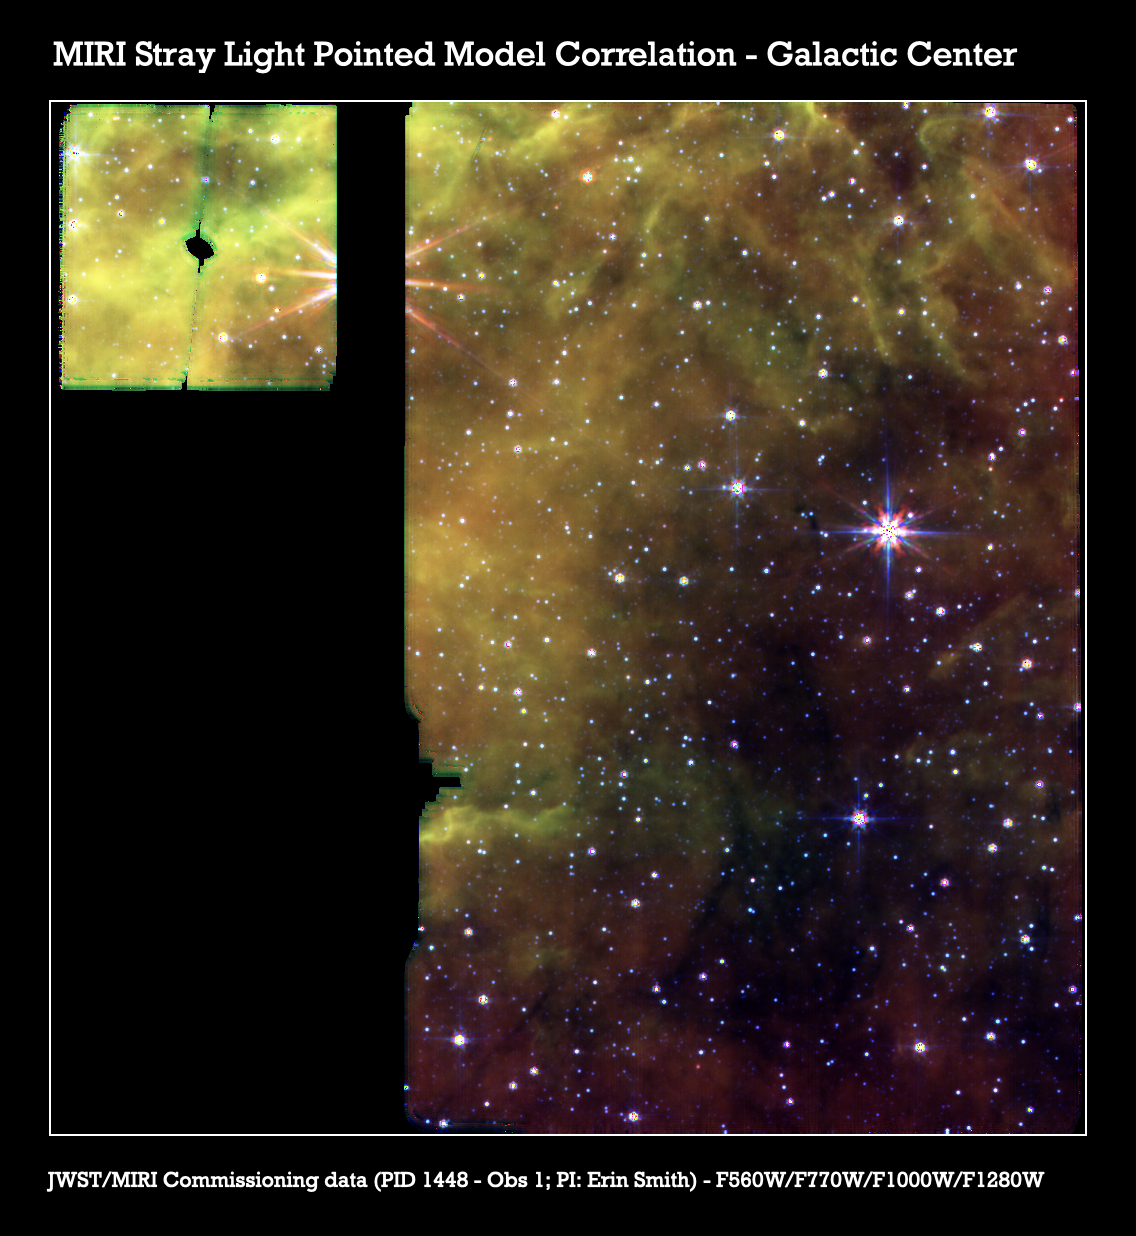 MIRI Stray Light Pointed Model Correlation - Galactic Center
JWST/MIRI Commissioning data (PID 1448 - Obs 1; PI: Erin Smith) - F560W/F770W/F1000W/F1280W